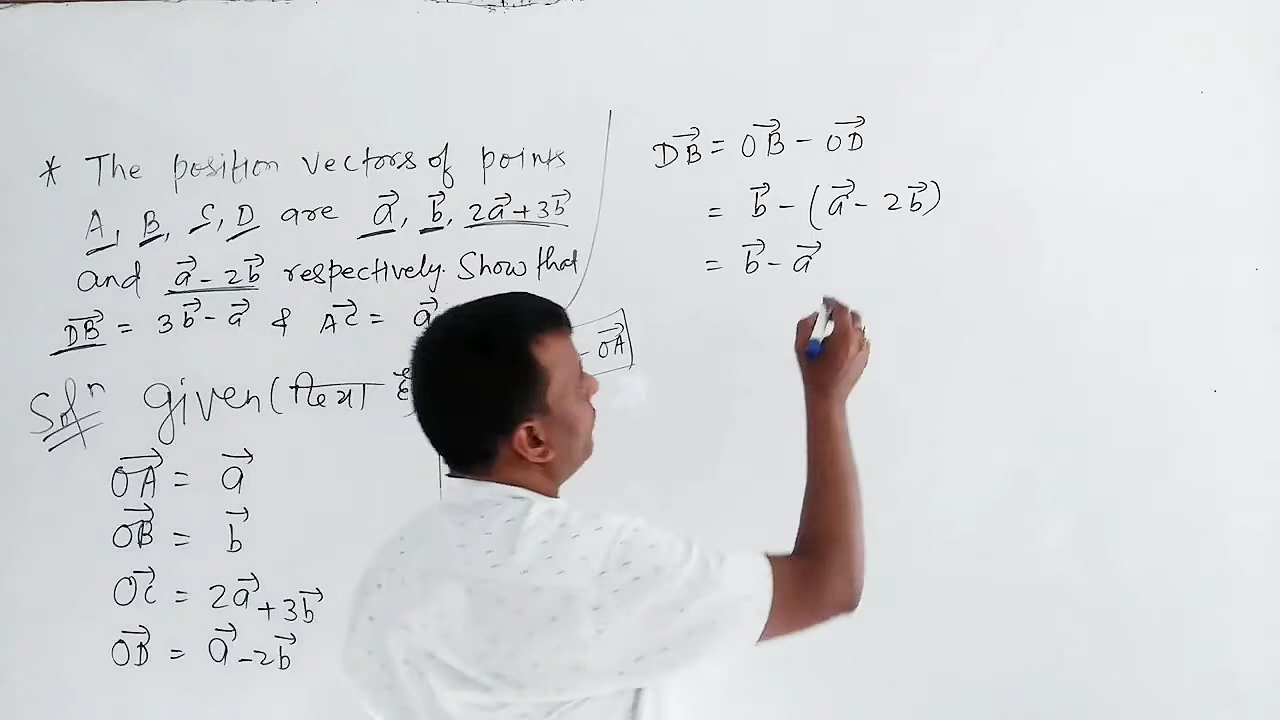 * The position vectors of points
A, B, C, D are a⃗, b⃗, 2a⃗+3b⃗
and a⃗-2b⃗ respectively. Show that
DB⃗ = 3b⃗-a⃗ & AC⃗ = a⃗
- OA⃗
Solⁿ given (दिया है
OA⃗ = a⃗
OB⃗ = b⃗
OC⃗ = 2a⃗+3b⃗
OD⃗ = a⃗-2b⃗
DB⃗ = OB⃗ - OD⃗
= b⃗ - (a⃗ - 2b⃗)
= b⃗ - a⃗